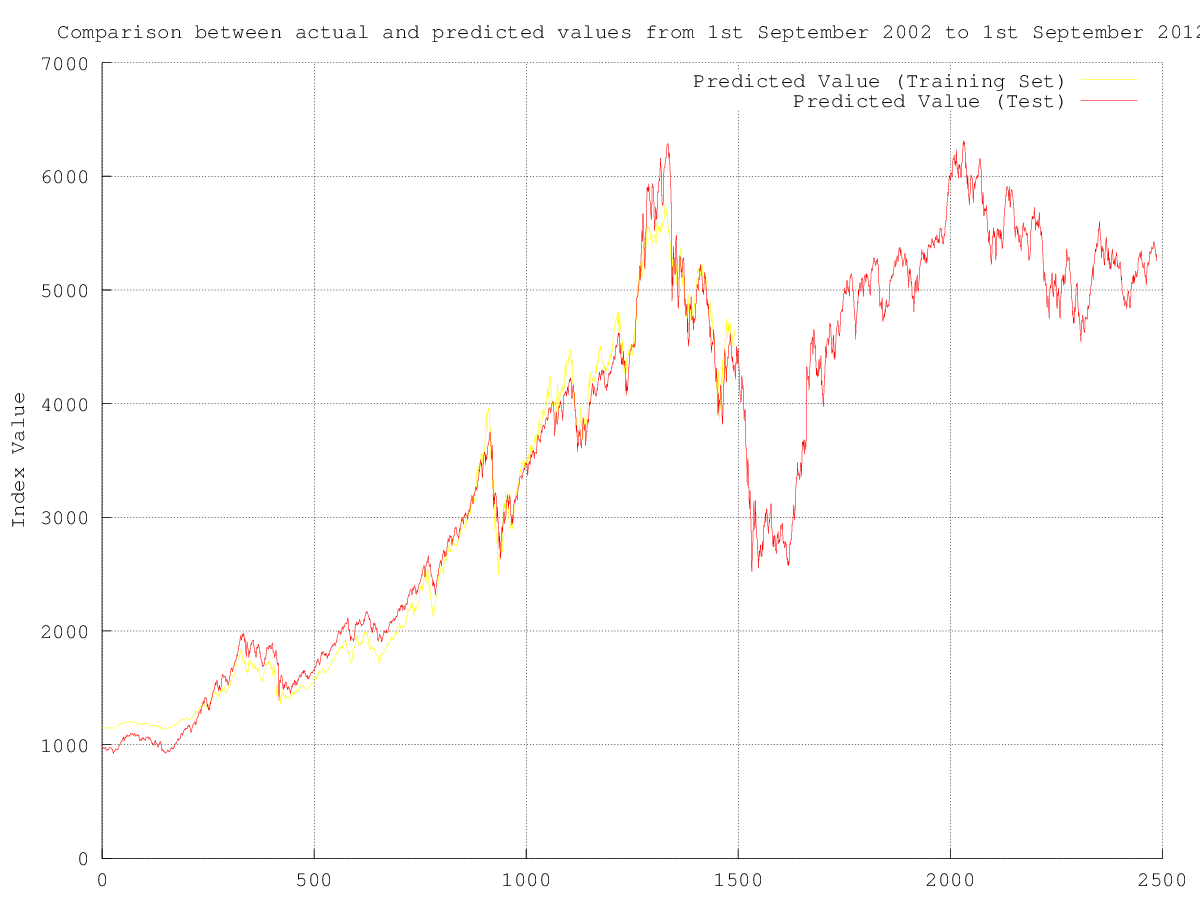 Comparison between actual and predicted values from 1st September 2002 to 1st September 2012
7000
Predicted Value (Training Set)
Predicted Value (Test)
6000
5000
4000
Index Value
3000
2000
1000
0
0 500 1000 1500 2000 2500